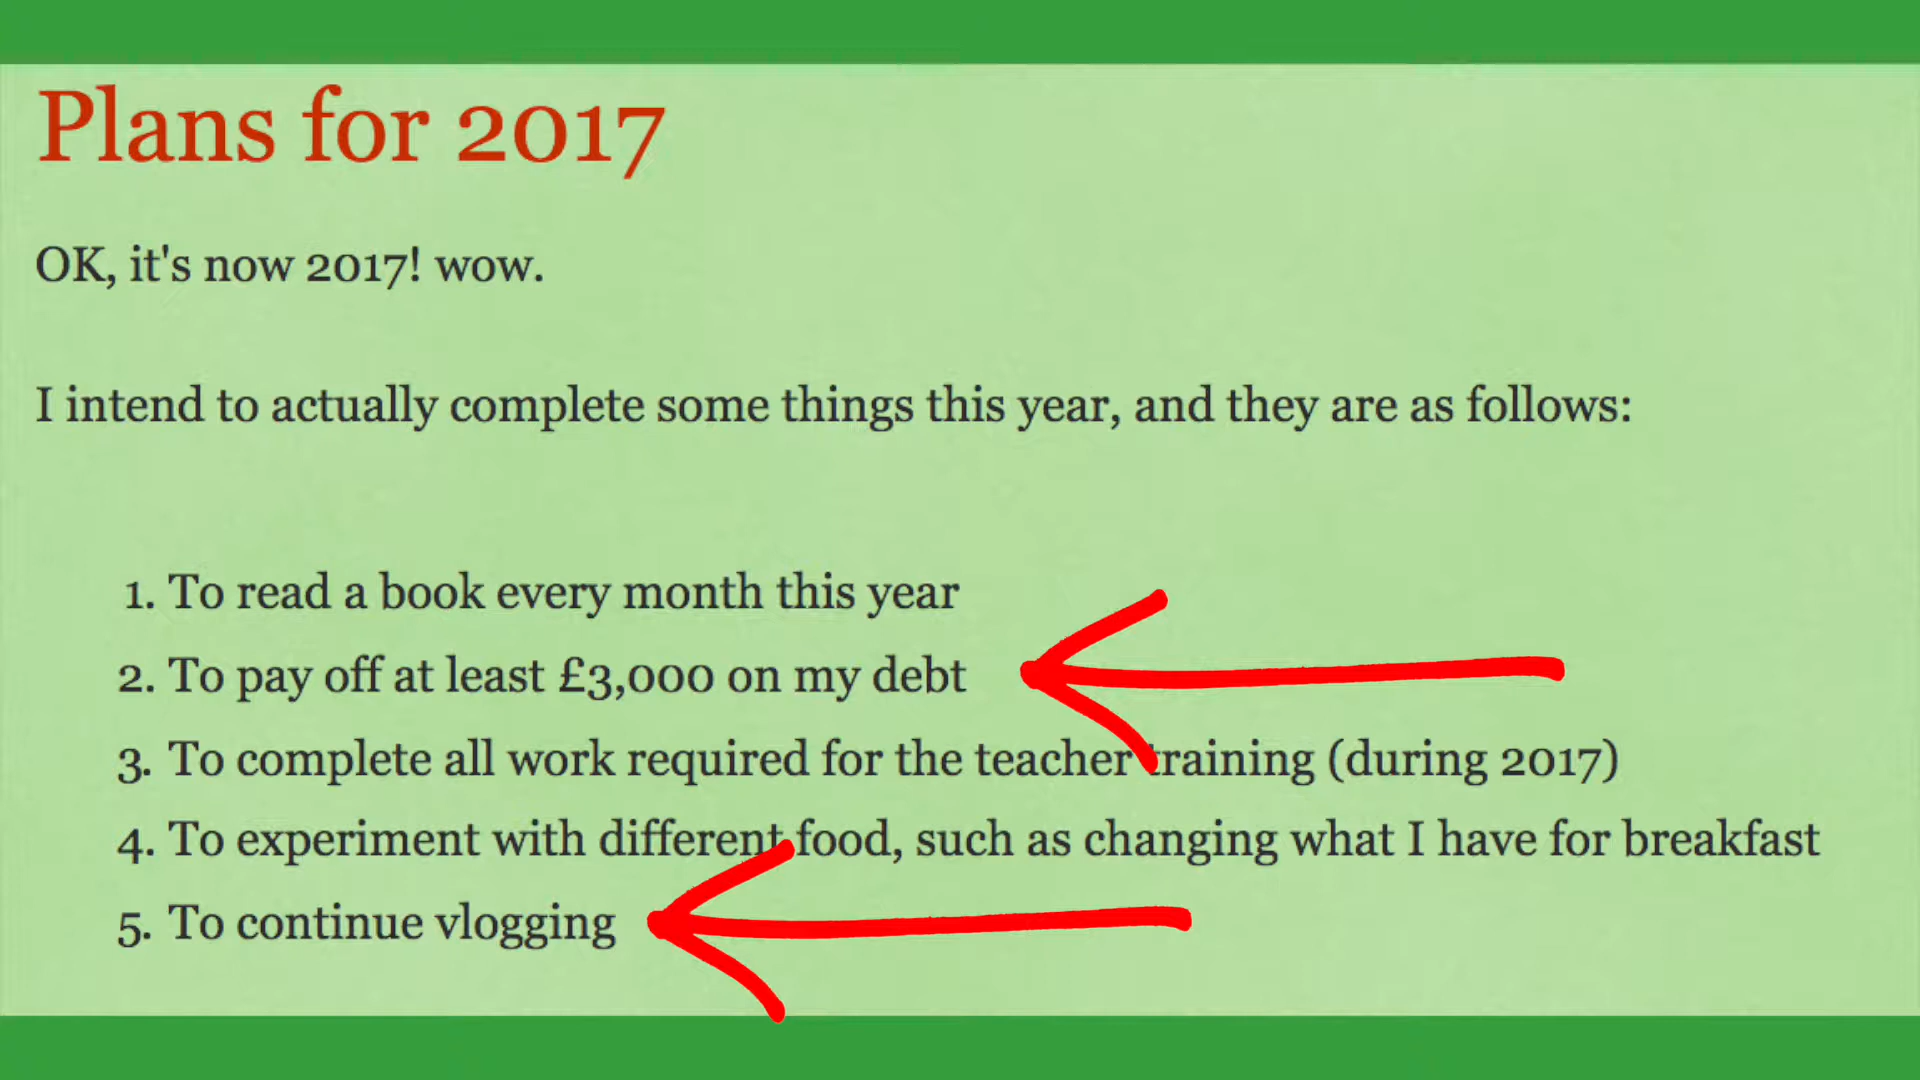 Plans for 2017
OK, it's now 2017! wow.
I intend to actually complete some things this year, and they are as follows:
1. To read a book every month this year
2. To pay off at least £3,000 on my debt
3. To complete all work required for the teacher training (during 2017)
4. To experiment with different food, such as changing what I have for breakfast
5. To continue vlogging